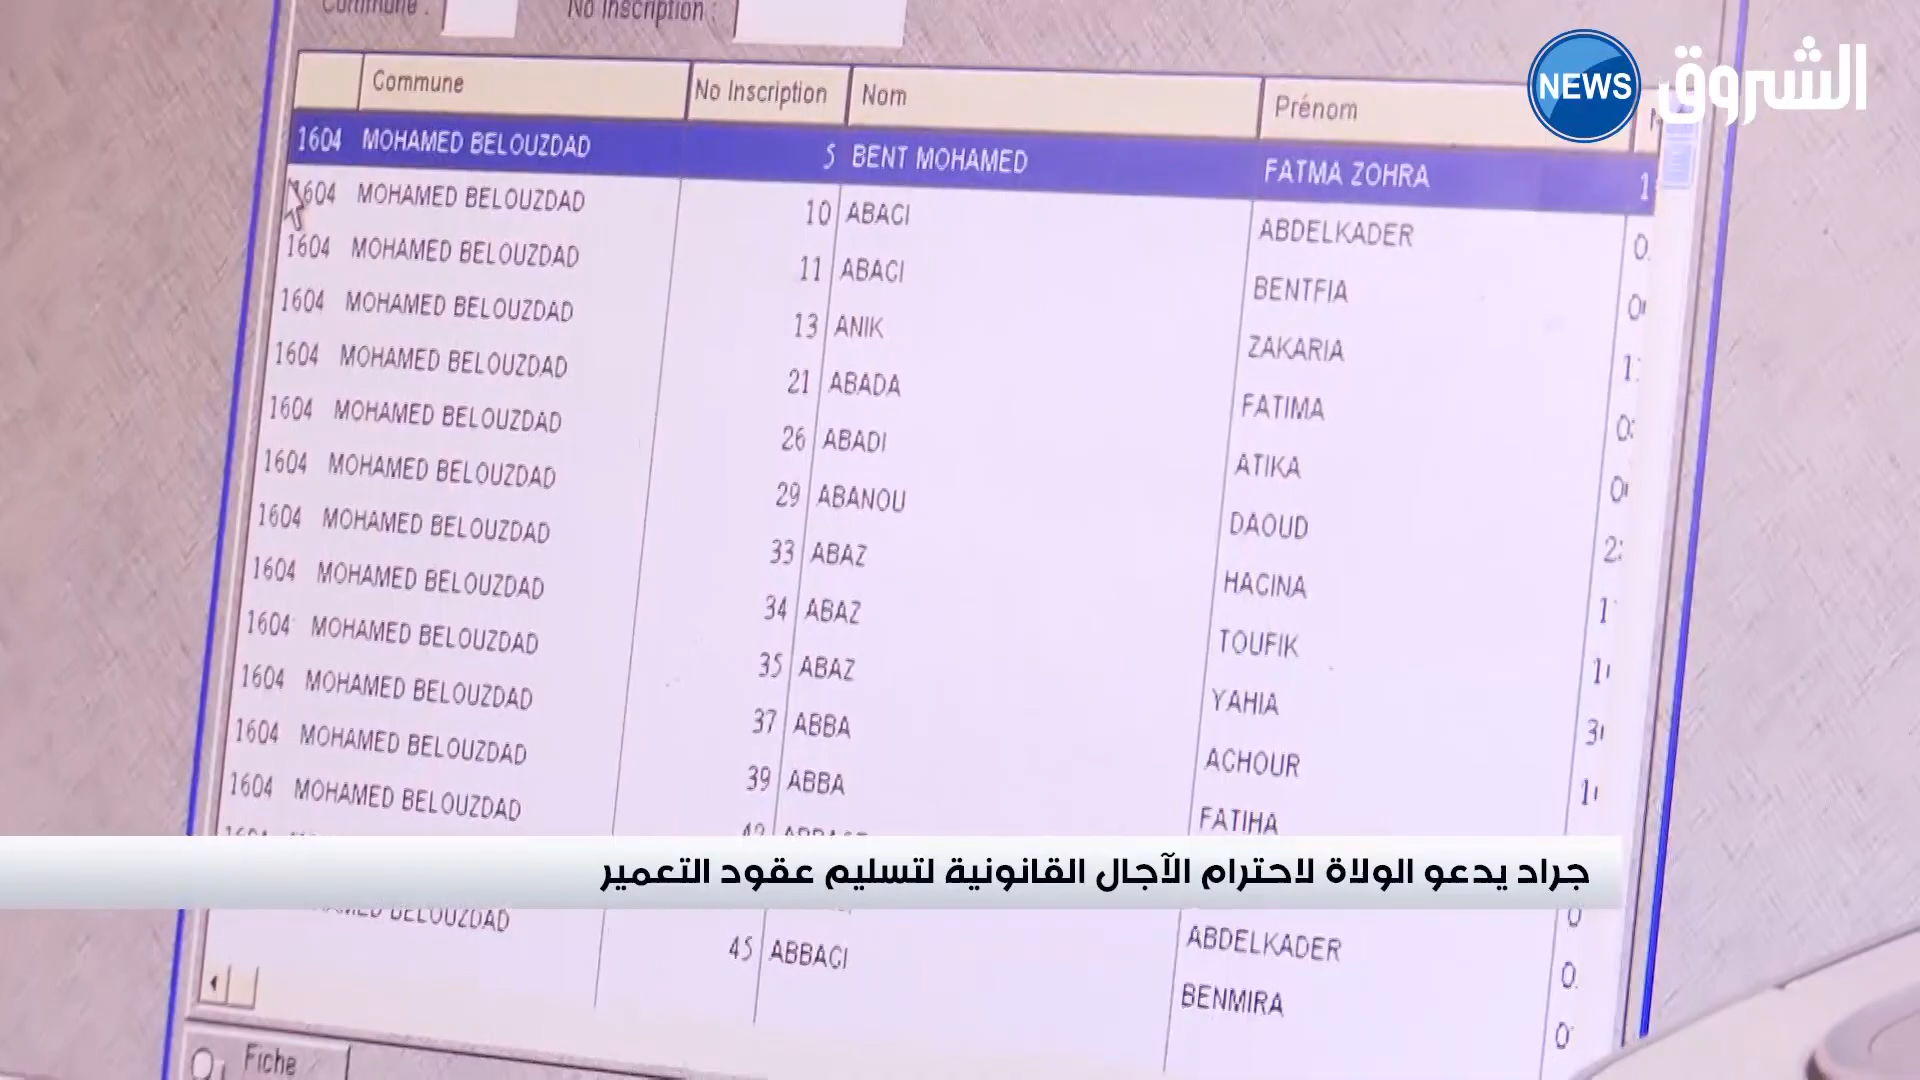 Commune : No Inscription :
NEWS الشروق
Commune No Inscription Nom Prénom
1604 MOHAMED BELOUZDAD 5 BENT MOHAMED FATMA ZOHRA
1604 MOHAMED BELOUZDAD 10 ABACI ABDELKADER
1604 MOHAMED BELOUZDAD 11 ABACI BENTFIA
1604 MOHAMED BELOUZDAD 13 ANIK ZAKARIA
1604 MOHAMED BELOUZDAD 21 ABADA FATIMA
1604 MOHAMED BELOUZDAD 26 ABADI ATIKA
1604 MOHAMED BELOUZDAD 29 ABANOU DAOUD
1604 MOHAMED BELOUZDAD 33 ABAZ HACINA
1604 MOHAMED BELOUZDAD 34 ABAZ TOUFIK
1604 MOHAMED BELOUZDAD 35 ABAZ YAHIA
1604 MOHAMED BELOUZDAD 37 ABBA ACHOUR
1604 MOHAMED BELOUZDAD 39 ABBA FATIHA
1604 MOHAMED BELOUZDAD
جراد يدعو الولاة لاحترام الآجال القانونية لتسليم عقود التعمير
BELOUZDAD 45 ABBACI ABDELKADER
BENMIRA
Fiche